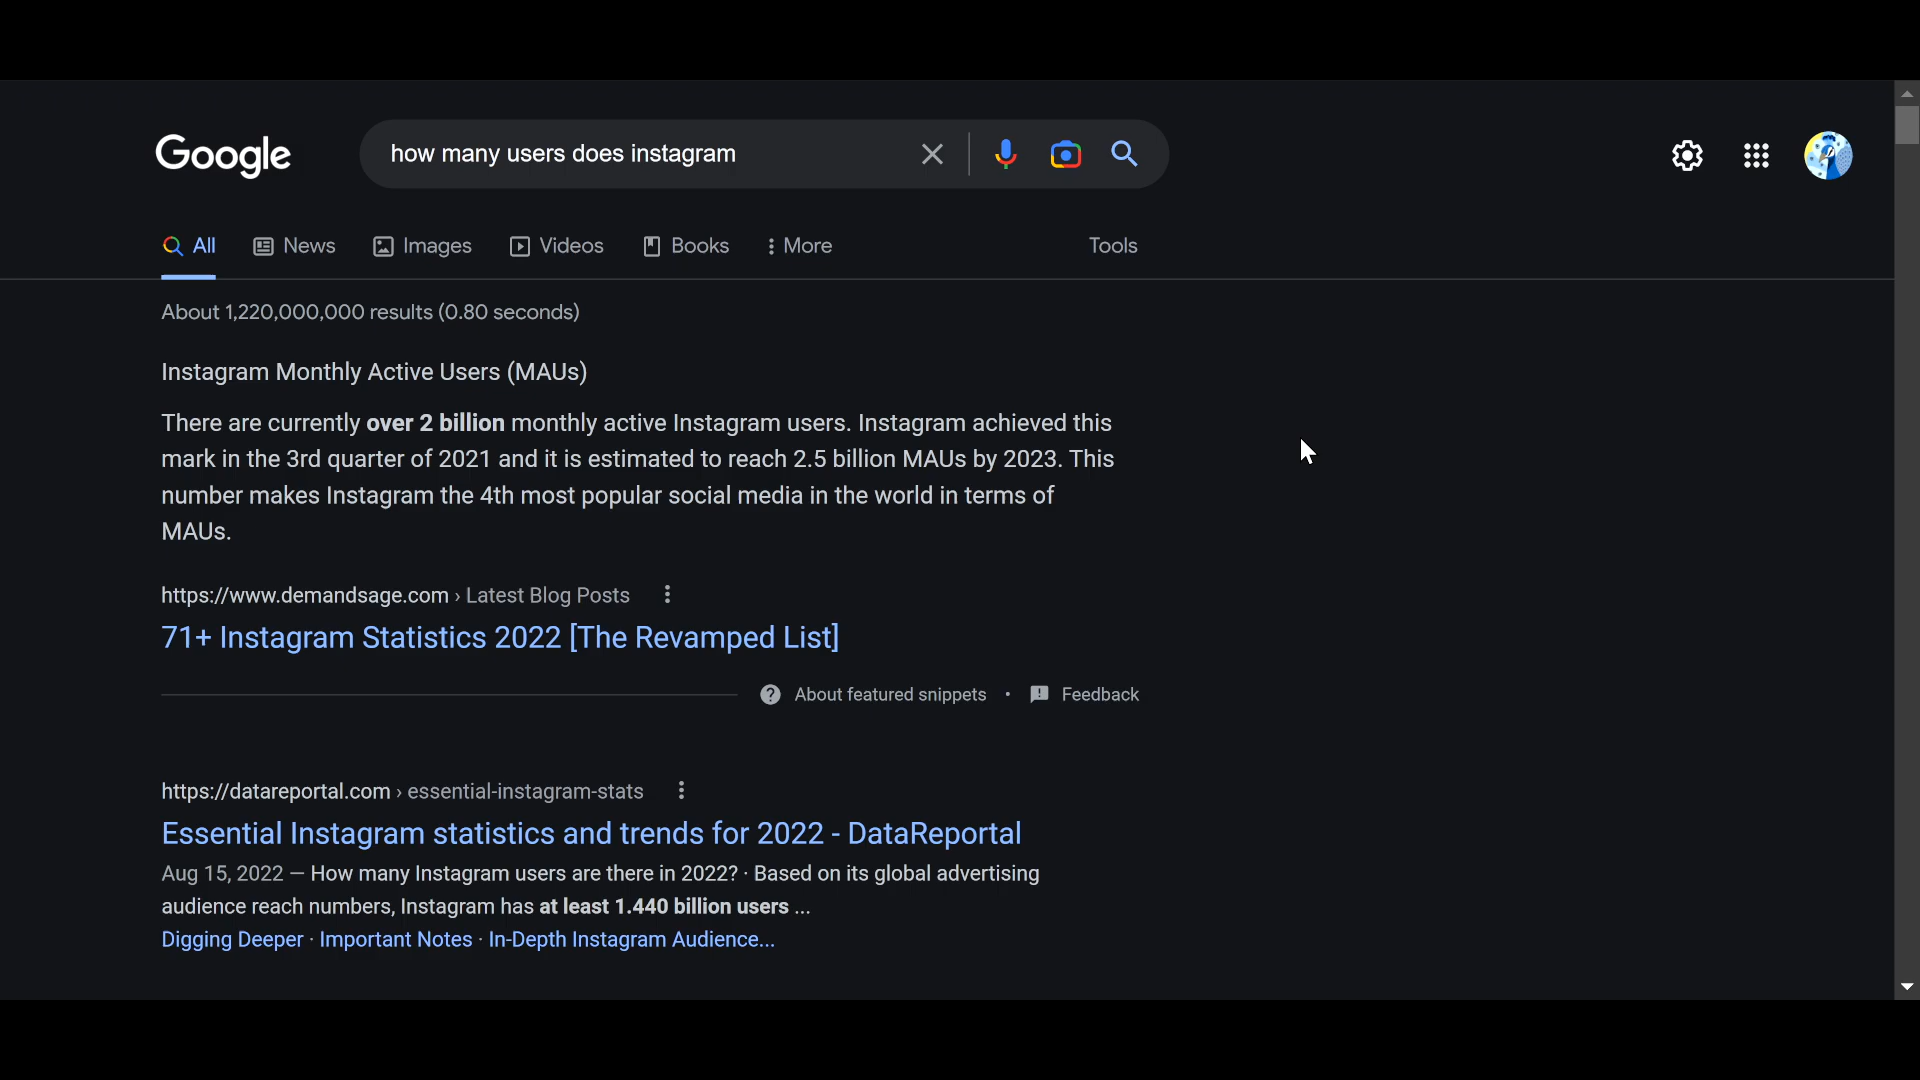 Google
how many users does instagram
All
News
Images
Videos
Books
More
Tools
About 1,220,000,000 results (0.80 seconds)
Instagram Monthly Active Users (MAUs)
There are currently over 2 billion monthly active Instagram users. Instagram achieved this
mark in the 3rd quarter of 2021 and it is estimated to reach 2.5 billion MAUs by 2023. This
number makes Instagram the 4th most popular social media in the world in terms of
MAUs.
https://www.demandsage.com › Latest Blog Posts
71+ Instagram Statistics 2022 [The Revamped List]
About featured snippets • Feedback
https://datareportal.com › essential-instagram-stats
Essential Instagram statistics and trends for 2022 - DataReportal
Aug 15, 2022 — How many Instagram users are there in 2022? · Based on its global advertising
audience reach numbers, Instagram has at least 1.440 billion users ...
Digging Deeper · Important Notes · In-Depth Instagram Audience...